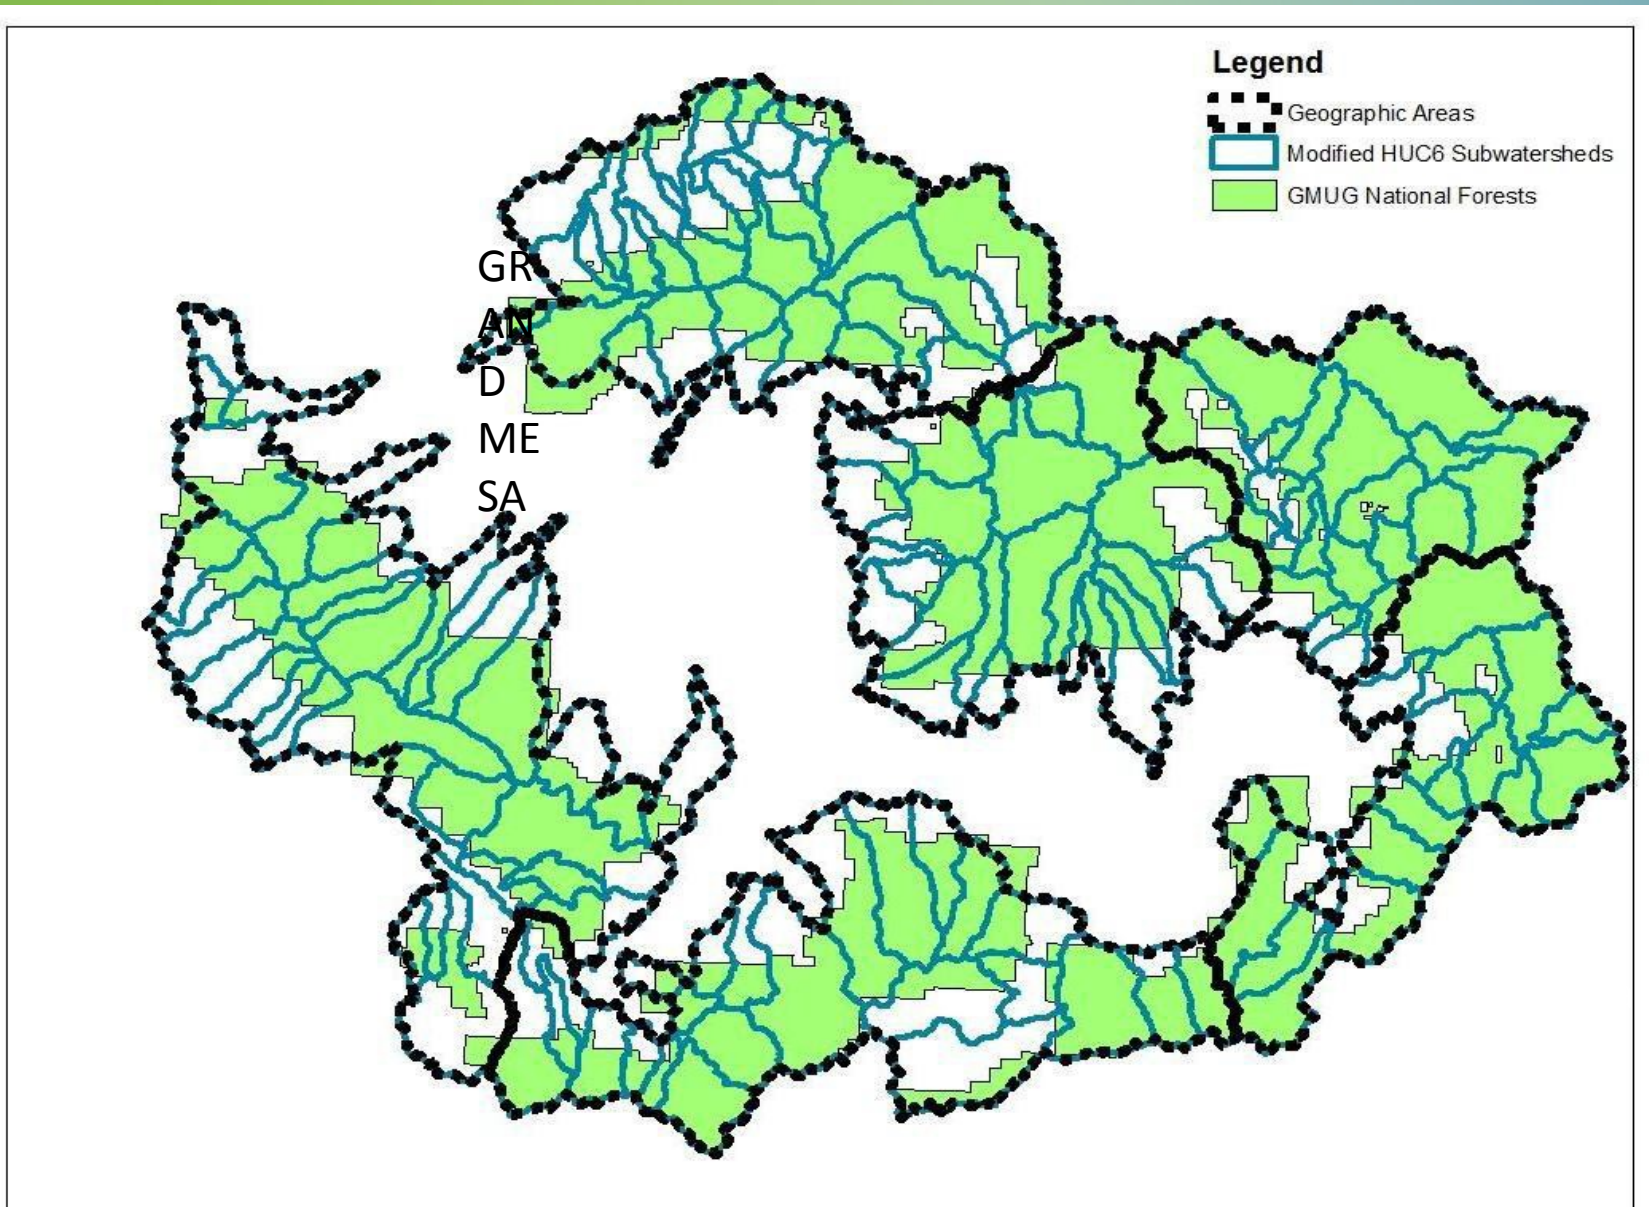 Legend
Geographic Areas
Modified HUC6 Subwatersheds
GMUG National Forests
GR
AN
D
ME
SA